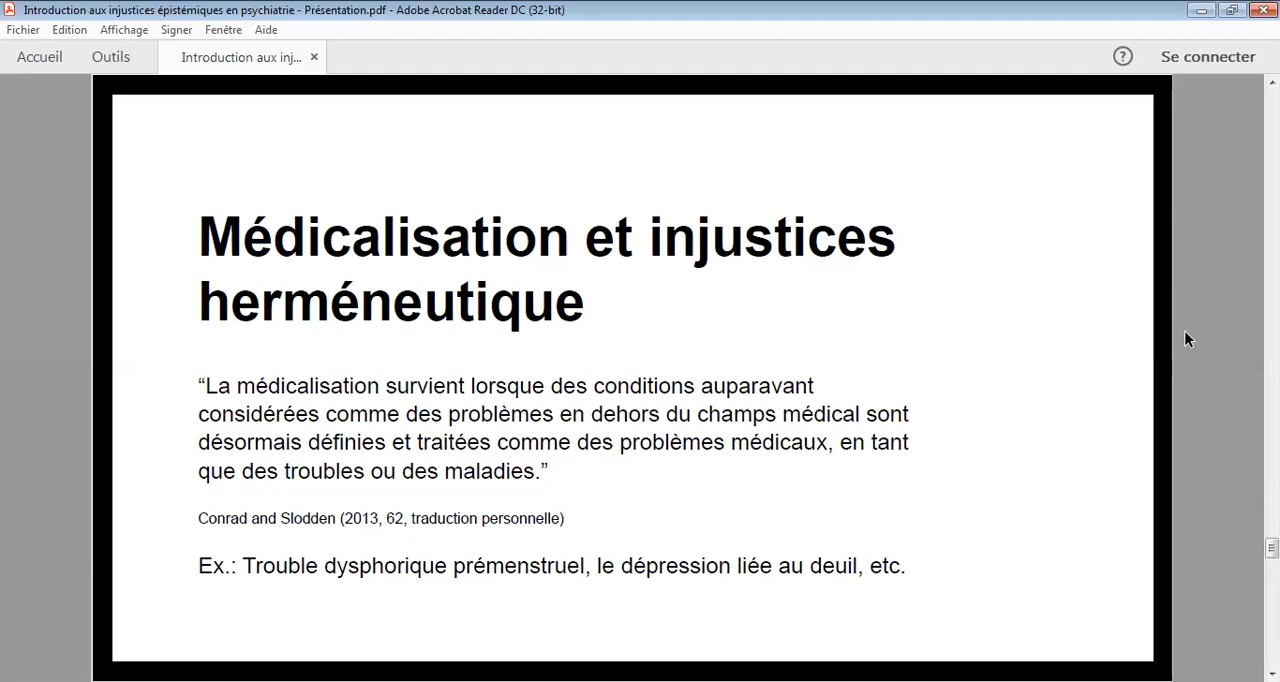 Introduction aux injustices épistémiques en psychiatrie - Présentation.pdf - Adobe Acrobat Reader DC (32-bit)
Fichier Edition Affichage Signer Fenêtre Aide
Accueil Outils Introduction aux inj... × ? Se connecter
Médicalisation et injustices
herméneutique
“La médicalisation survient lorsque des conditions auparavant
considérées comme des problèmes en dehors du champs médical sont
désormais définies et traitées comme des problèmes médicaux, en tant
que des troubles ou des maladies.”
Conrad and Slodden (2013, 62, traduction personnelle)
Ex.: Trouble dysphorique prémenstruel, le dépression liée au deuil, etc.